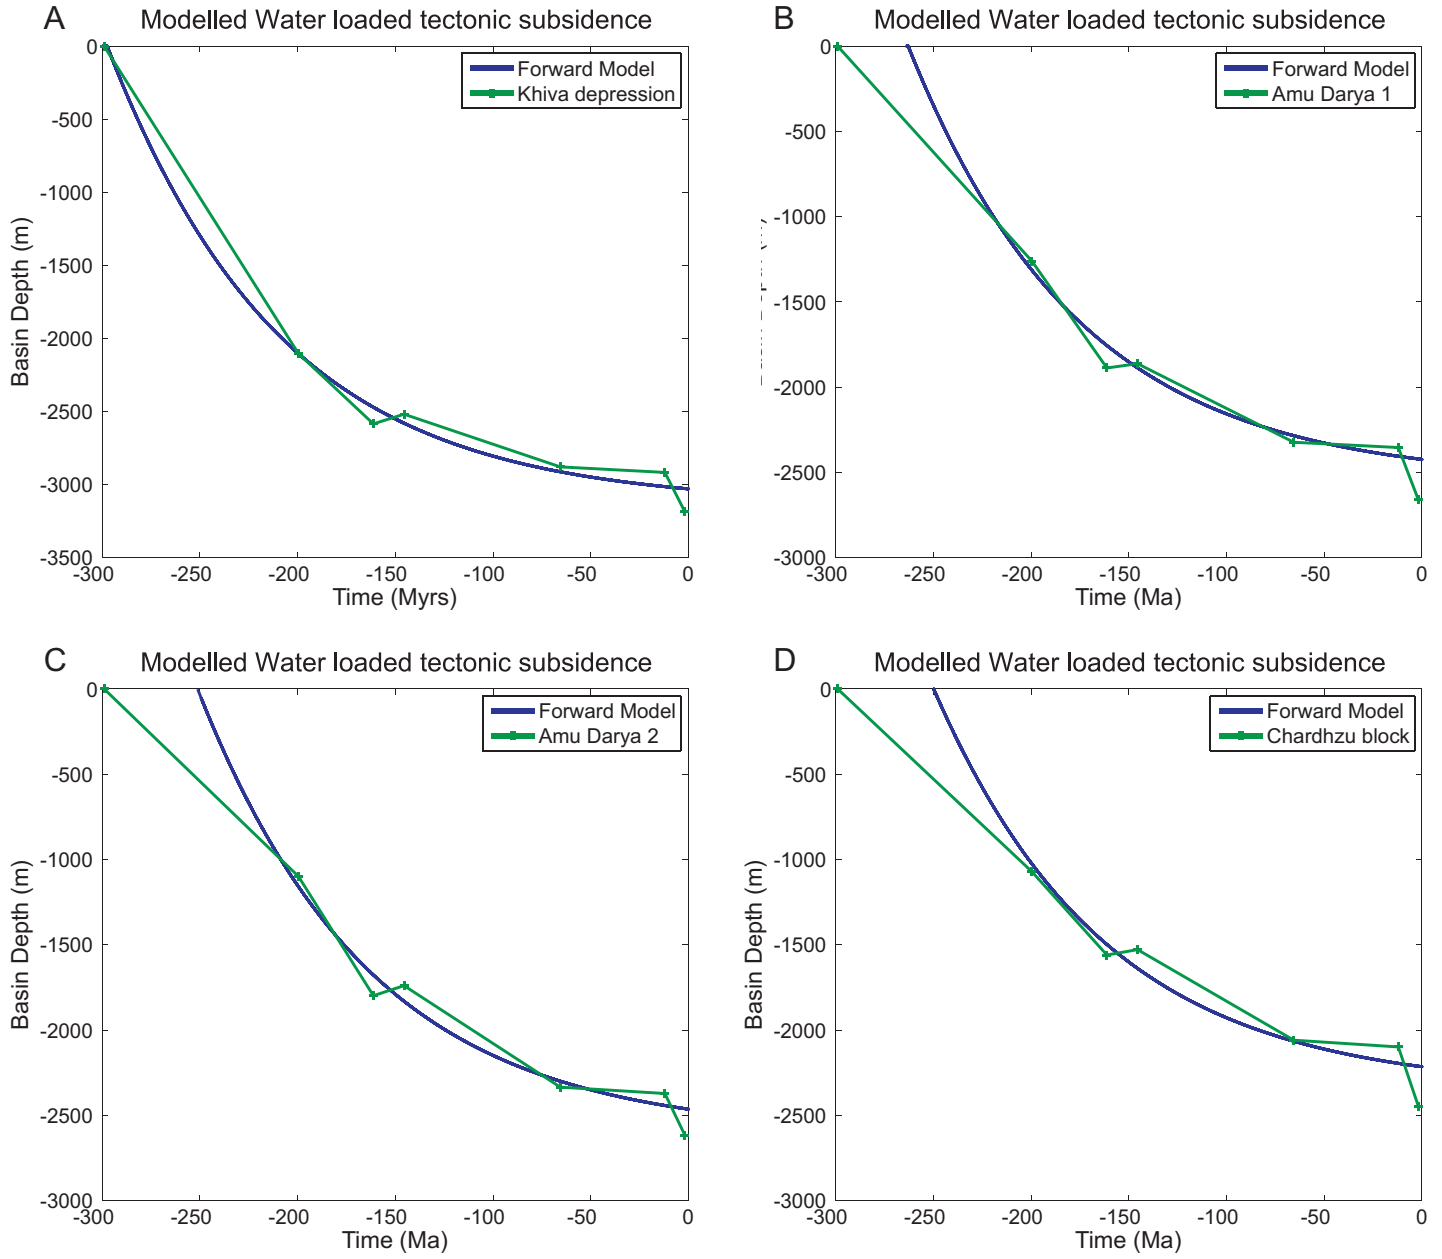 A
Modelled Water loaded tectonic subsidence
Forward Model
Khiva depression
0
-500
-1000
-1500
-2000
-2500
-3000
-3500
Basin Depth (m)
-300
-250
-200
-150
-100
-50
0
Time (Myrs)
B
Modelled Water loaded tectonic subsidence
Forward Model
Amu Darya 1
0
-500
-1000
-1500
-2000
-2500
-3000
-300
-250
-200
-150
-100
-50
0
Time (Ma)
C
Modelled Water loaded tectonic subsidence
Forward Model
Amu Darya 2
0
-500
-1000
-1500
-2000
-2500
-3000
Basin Depth (m)
-300
-250
-200
-150
-100
-50
0
Time (Ma)
D
Modelled Water loaded tectonic subsidence
Forward Model
Chardhzu block
0
-500
-1000
-1500
-2000
-2500
-3000
Basin Depth (m)
-300
-250
-200
-150
-100
-50
0
Time (Ma)